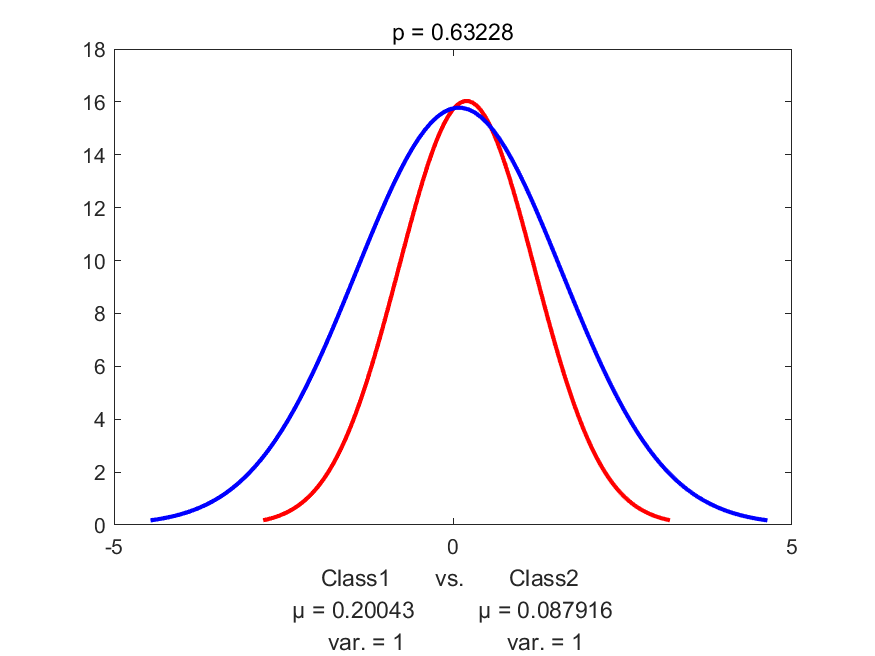 p = 0.63228
18
16
14
12
10
8
6
4
2
0
-5 0 5
Class1 vs. Class2
μ = 0.20043 μ = 0.087916
var. = 1 var. = 1